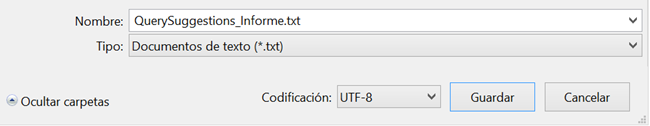 Nombre: QuerySuggestions_Informe.txt
Tipo: Documentos de texto (*.txt)
Ocultar carpetas Codificación: UTF-8 Guardar Cancelar